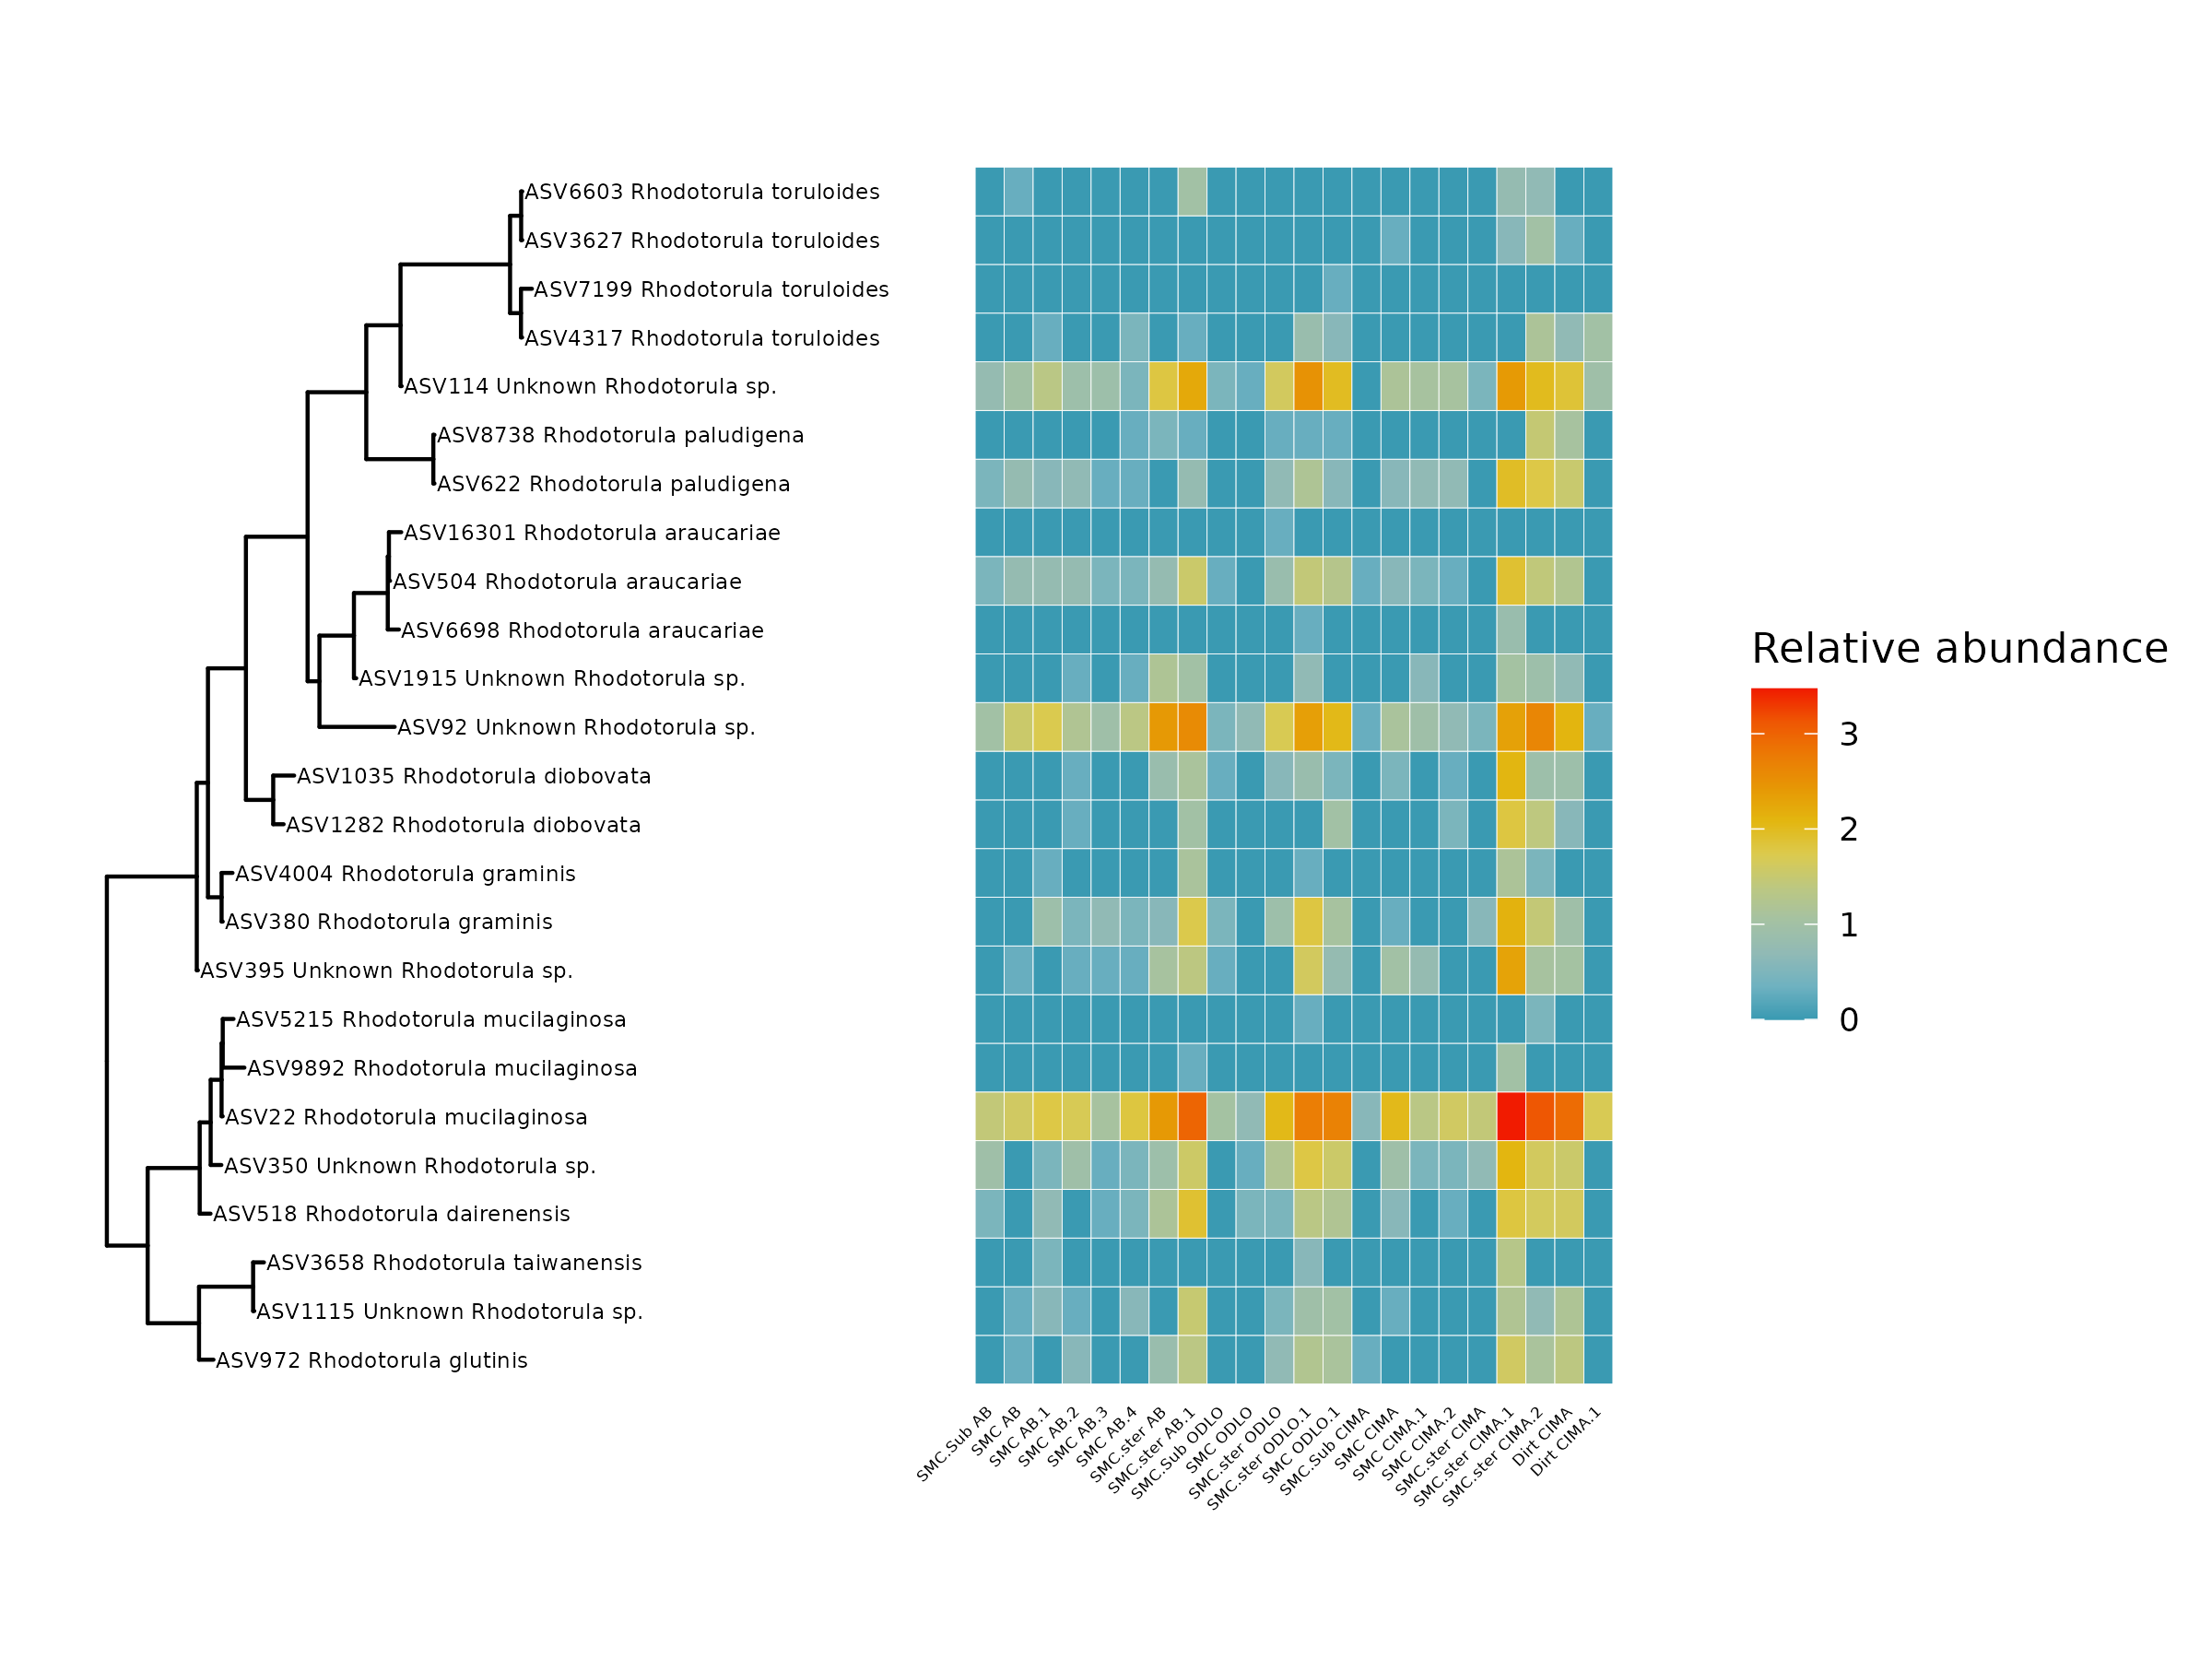 ASV6603 Rhodotorula toruloides
ASV3627 Rhodotorula toruloides
ASV7199 Rhodotorula toruloides
ASV4317 Rhodotorula toruloides
ASV114 Unknown Rhodotorula sp.
ASV8738 Rhodotorula paludigena
ASV622 Rhodotorula paludigena
ASV16301 Rhodotorula araucariae
ASV504 Rhodotorula araucariae
ASV6698 Rhodotorula araucariae
ASV1915 Unknown Rhodotorula sp.
ASV92 Unknown Rhodotorula sp.
ASV1035 Rhodotorula diobovata
ASV1282 Rhodotorula diobovata
ASV4004 Rhodotorula graminis
ASV380 Rhodotorula graminis
ASV395 Unknown Rhodotorula sp.
ASV5215 Rhodotorula mucilaginosa
ASV9892 Rhodotorula mucilaginosa
ASV22 Rhodotorula mucilaginosa
ASV350 Unknown Rhodotorula sp.
ASV518 Rhodotorula dairenensis
ASV3658 Rhodotorula taiwanensis
ASV1115 Unknown Rhodotorula sp.
ASV972 Rhodotorula glutinis
SMC.Sub AB
SMC AB
SMC AB.1
SMC AB.2
SMC AB.3
SMC AB.4
SMC.ster AB
SMC.ster AB.1
SMC.Sub ODLO
SMC ODLO
SMC.ster ODLO
SMC.ster ODLO.1
SMC ODLO.1
SMC.Sub CIMA
SMC CIMA
SMC CIMA.1
SMC CIMA.2
SMC.ster CIMA
SMC.ster CIMA.1
SMC.ster CIMA.2
Dirt CIMA
Dirt CIMA.1
Relative abundance
3
2
1
0